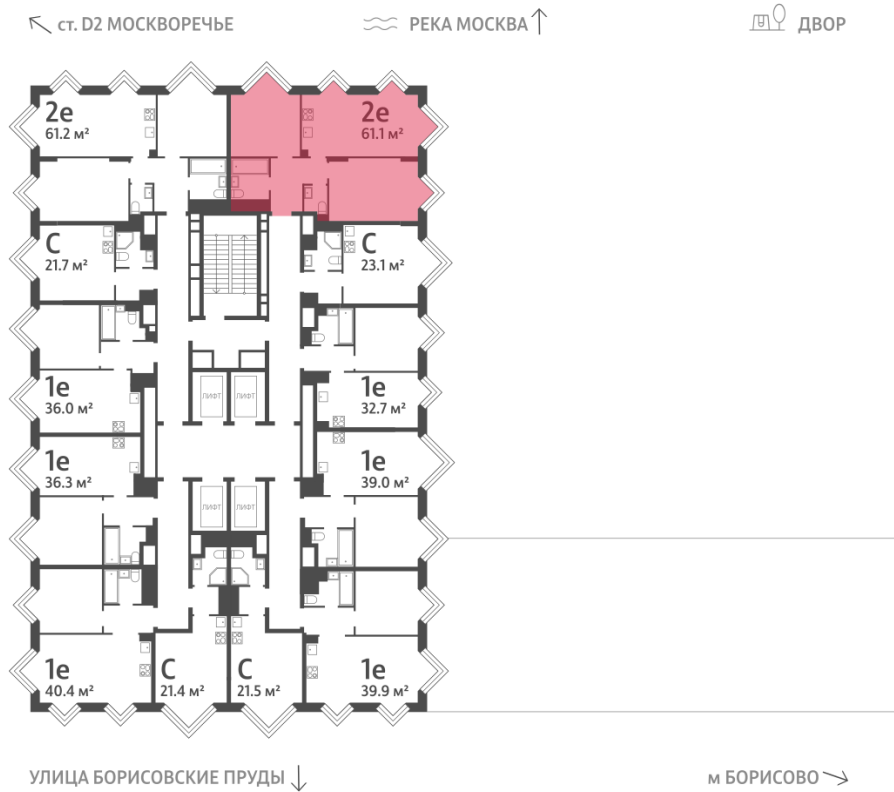 ст. D2 МОСКВОРЕЧЬЕ
РЕКА МОСКВА
ДВОР
2е
61.2 м²
2е
61.1 м²
С
21.7 м²
С
23.1 м²
1е
36.0 м²
ЛИФТ
ЛИФТ
1е
32.7 м²
1е
36.3 м²
1е
39.0 м²
ЛИФТ
ЛИФТ
1е
40.4 м²
С
21.4 м²
С
21.5 м²
1е
39.9 м²
УЛИЦА БОРИСОВСКИЕ ПРУДЫ
м БОРИСОВО